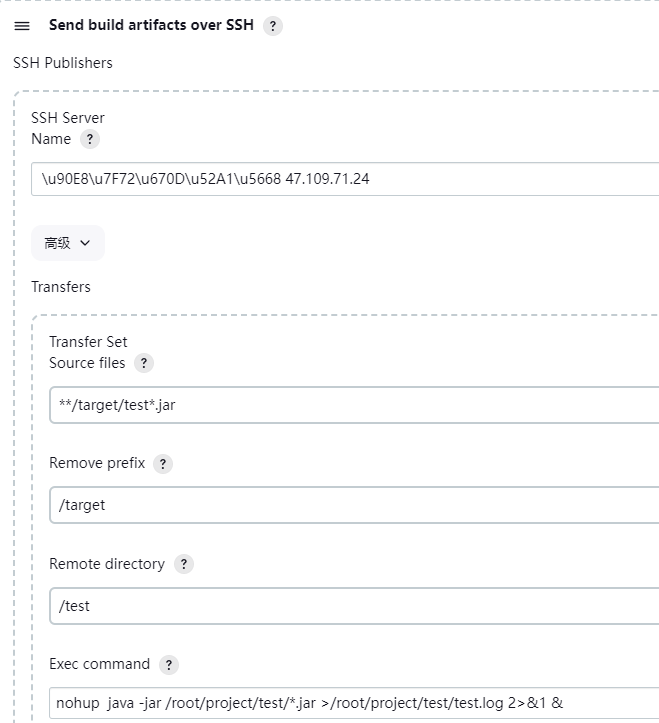 Send build artifacts over SSH ?
SSH Publishers
SSH Server
Name ?
\u90E8\u7F72\u670D\u52A1\u5668 47.109.71.24
高级
Transfers
Transfer Set
Source files ?
**/target/test*.jar
Remove prefix ?
/target
Remote directory ?
/test
Exec command ?
nohup  java -jar /root/project/test/*.jar >/root/project/test/test.log 2>&1 &